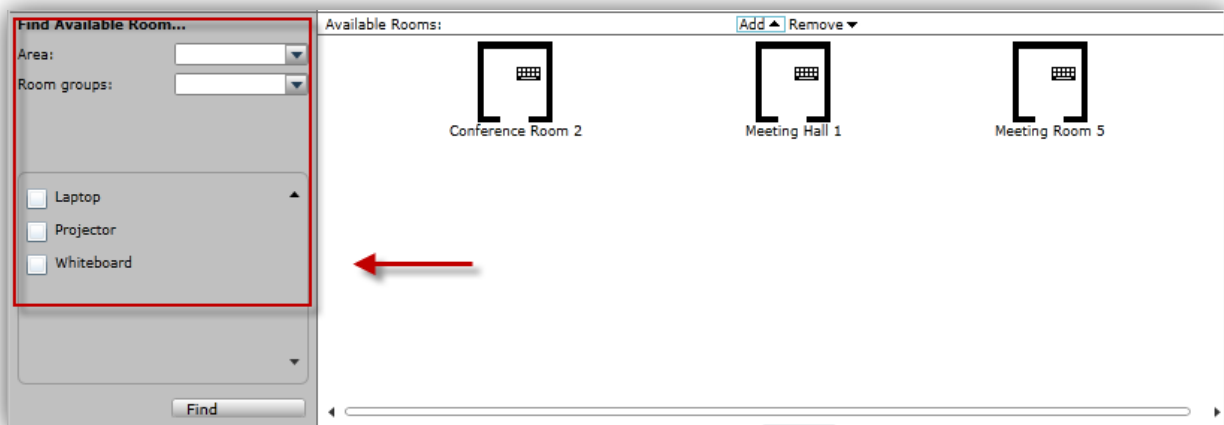 Find Available Room...
Area:
Room groups:
Laptop
Projector
Whiteboard
Find
Available Rooms:
Add Remove
Conference Room 2
Meeting Hall 1
Meeting Room 5